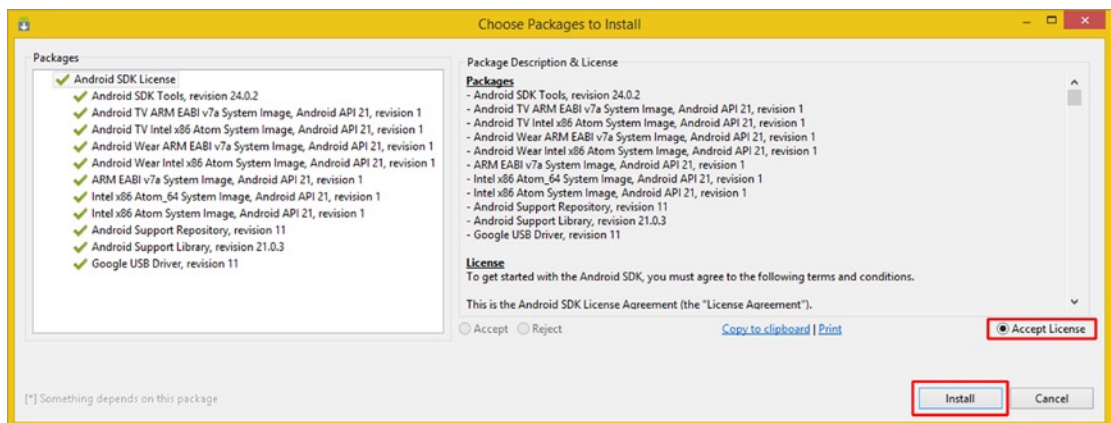 Choose Packages to Install
Packages
Android SDK License
Android SDK Tools, revision 24.0.2
Android TV ARM EABI v7a System Image, Android API 21, revision 1
Android TV Intel x86 Atom System Image, Android API 21, revision 1
Android Wear ARM EABI v7a System Image, Android API 21, revision 1
Android Wear Intel x86 Atom System Image, Android API 21, revision 1
ARM EABI v7a System Image, Android API 21, revision 1
Intel x86 Atom_64 System Image, Android API 21, revision 1
Intel x86 Atom System Image, Android API 21, revision 1
Android Support Repository, revision 11
Android Support Library, revision 21.0.3
Google USB Driver, revision 11
Package Description & License
Packages
- Android SDK Tools, revision 24.0.2
- Android TV ARM EABI v7a System Image, Android API 21, revision 1
- Android TV Intel x86 Atom System Image, Android API 21, revision 1
- Android Wear ARM EABI v7a System Image, Android API 21, revision 1
- Android Wear Intel x86 Atom System Image, Android API 21, revision 1
- ARM EABI v7a System Image, Android API 21, revision 1
- Intel x86 Atom_64 System Image, Android API 21, revision 1
- Intel x86 Atom System Image, Android API 21, revision 1
- Android Support Repository, revision 11
- Android Support Library, revision 21.0.3
- Google USB Driver, revision 11
License
To get started with the Android SDK, you must agree to the following terms and conditions.
This is the Android SDK License Agreement (the "License Agreement").
Accept Reject Copy to clipboard | Print Accept License
[*] Something depends on this package
Install Cancel